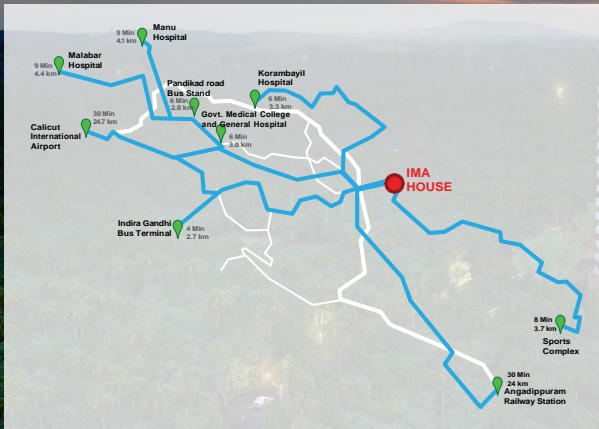 9 Min
4.1 km
Manu
Hospital
9 Min
4.4 km
Malabar
Hospital
Pandikad road
Bus Stand
6 Min
2.8 km
Korambayil
Hospital
6 Min
3.3 km
30 Min
24.7 km
Calicut
International
Airport
Govt. Medical College
and General Hospital
6 Min
3.0 km
IMA
HOUSE
Indira Gandhi
Bus Terminal
4 Min
2.7 km
8 Min
3.7 km
Sports
Complex
30 Min
24 km
Angadippuram
Railway Station